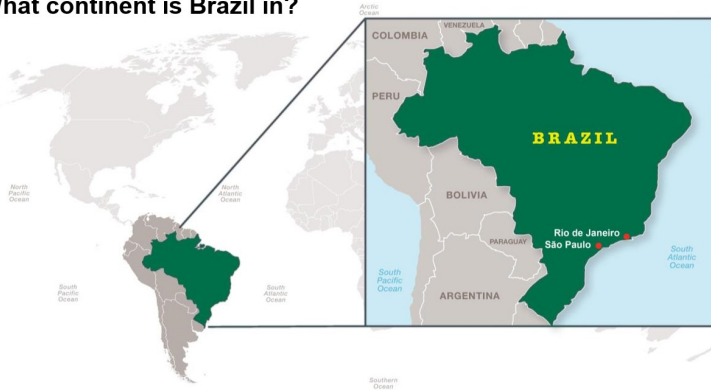 What continent is Brazil in?
Arctic
Ocean
COLOMBIA
VENEZUELA
PERU
BRAZIL
BOLIVIA
PARAGUAY
Rio de Janeiro
São Paulo
ARGENTINA
South
Pacific
Ocean
South
Atlantic
Ocean
North
Pacific
Ocean
North
Atlantic
Ocean
South
Pacific
Ocean
South
Atlantic
Ocean
Southern
Ocean